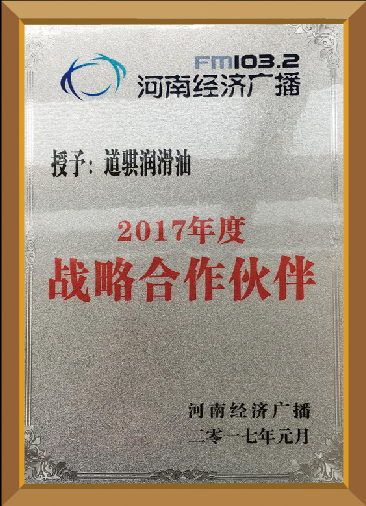 FM103.2
河南经济广播
授予：道骐润滑油
2017年度
战略合作伙伴
河南经济广播
二零一七年元月